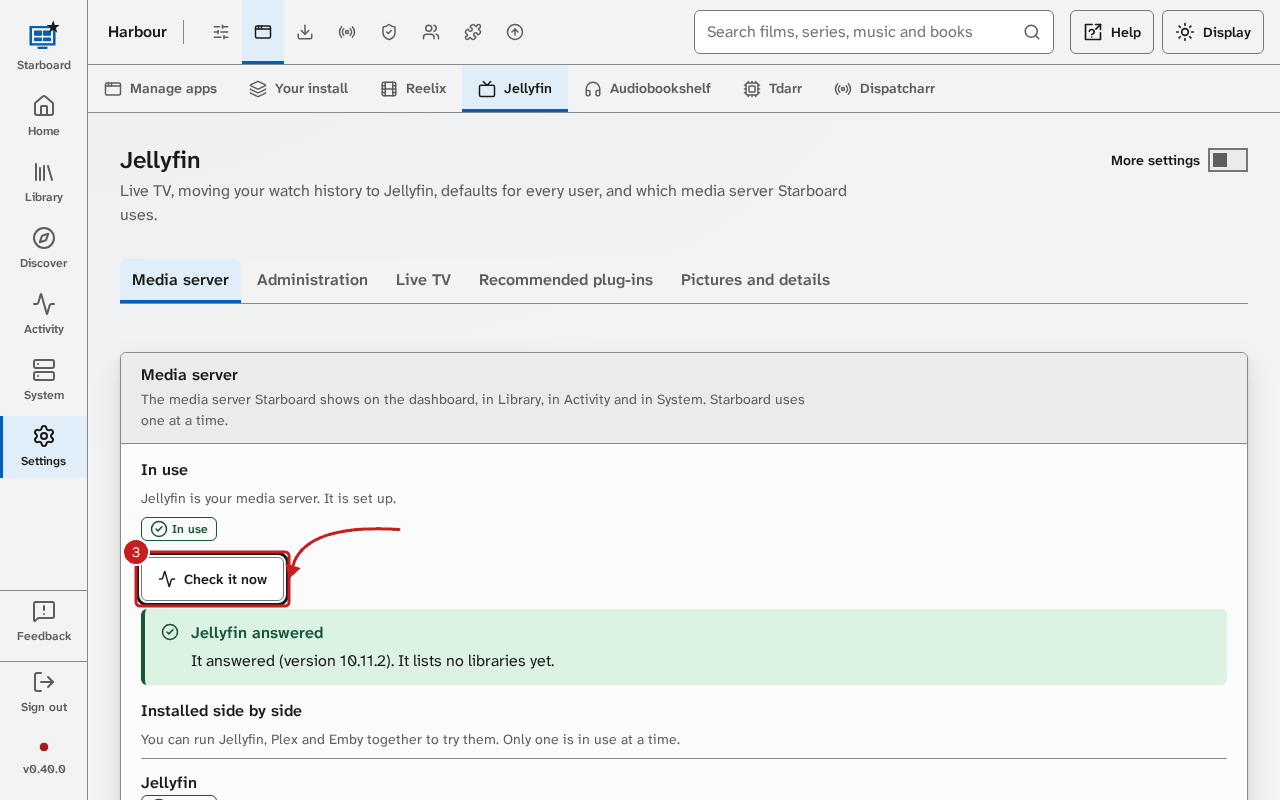 Harbour
Search films, series, music and books
Help
Display
Starboard
Home
Library
Discover
Activity
System
Settings
Feedback
Sign out
v0.40.0
Manage apps
Your install
Reelix
Jellyfin
Audiobookshelf
Tdarr
Dispatcharr
Jellyfin
More settings
Live TV, moving your watch history to Jellyfin, defaults for every user, and which media server Starboard
uses.
Media server
Administration
Live TV
Recommended plug-ins
Pictures and details
Media server
The media server Starboard shows on the dashboard, in Library, in Activity and in System. Starboard uses
one at a time.
In use
Jellyfin is your media server. It is set up.
In use
3
Check it now
Jellyfin answered
It answered (version 10.11.2). It lists no libraries yet.
Installed side by side
You can run Jellyfin, Plex and Emby together to try them. Only one is in use at a time.
Jellyfin